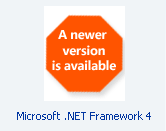 A newer
version
is available
Microsoft .NET Framework 4